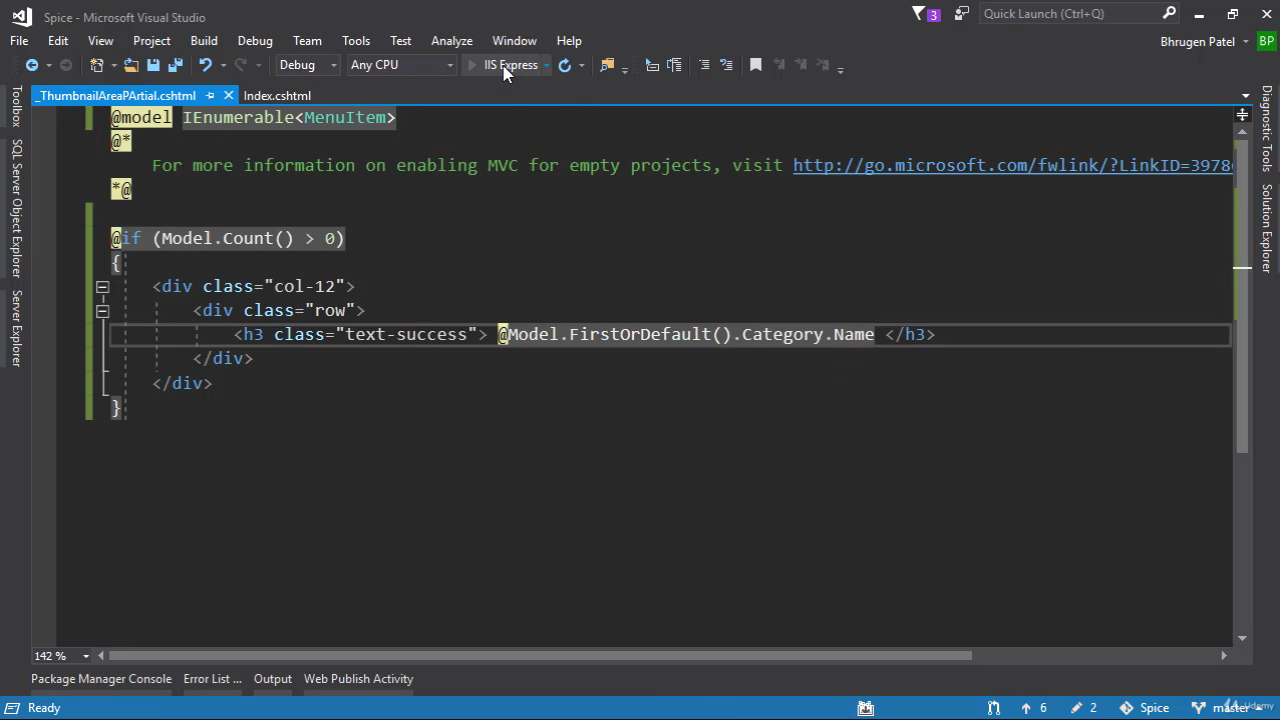 Spice - Microsoft Visual Studio
3
Quick Launch (Ctrl+Q)
File Edit View Project Build Debug Team Tools Test Analyze Window Help
Bhrugen Patel BP
Debug Any CPU IIS Express
_ThumbnailAreaPArtial.cshtml Index.cshtml
Toolbox
SQL Server Object Explorer
Server Explorer
Diagnostic Tools
Solution Explorer
@model IEnumerable<MenuItem>
@*
For more information on enabling MVC for empty projects, visit http://go.microsoft.com/fwlink/?LinkID=3978
*@
@if (Model.Count() > 0)
{
<div class="col-12">
<div class="row">
<h3 class="text-success"> @Model.FirstOrDefault().Category.Name </h3>
</div>
</div>
}
142 %
Package Manager Console Error List ... Output Web Publish Activity
Ready 6 2 Spice master
Udemy